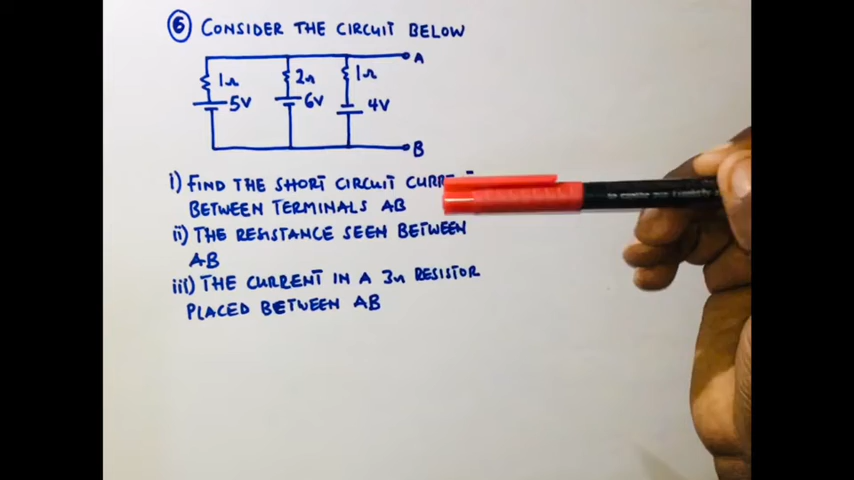 6 CONSIDER THE CIRCUIT BELOW
A
1Ω 2Ω 1Ω
5V 6V 4V
B
i) FIND THE SHORT CIRCUIT
BETWEEN TERMINALS AB
ii) THE RESISTANCE SEEN BETWEEN
AB
iii) THE CURRENT IN A 3Ω RESISTOR
PLACED BETWEEN AB